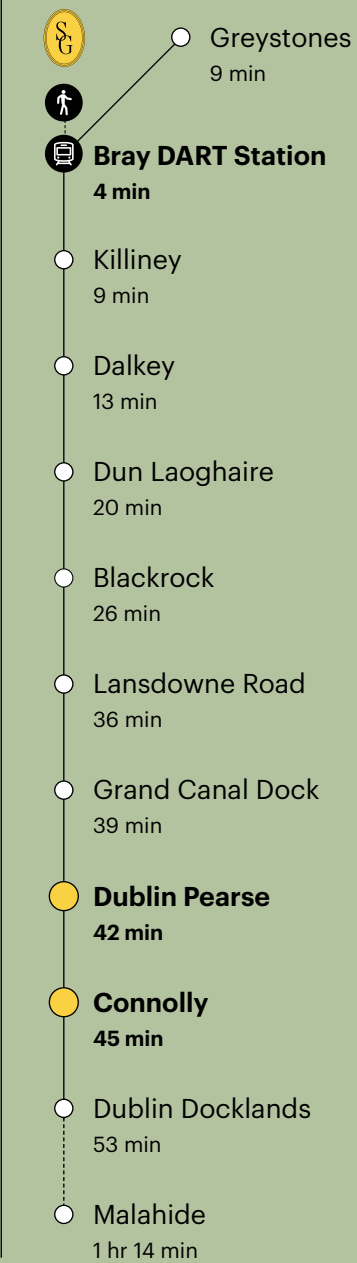 SG
Greystones
9 min
Bray DART Station
4 min
Killiney
9 min
Dalkey
13 min
Dun Laoghaire
20 min
Blackrock
26 min
Lansdowne Road
36 min
Grand Canal Dock
39 min
Dublin Pearse
42 min
Connolly
45 min
Dublin Docklands
53 min
Malahide
1 hr 14 min